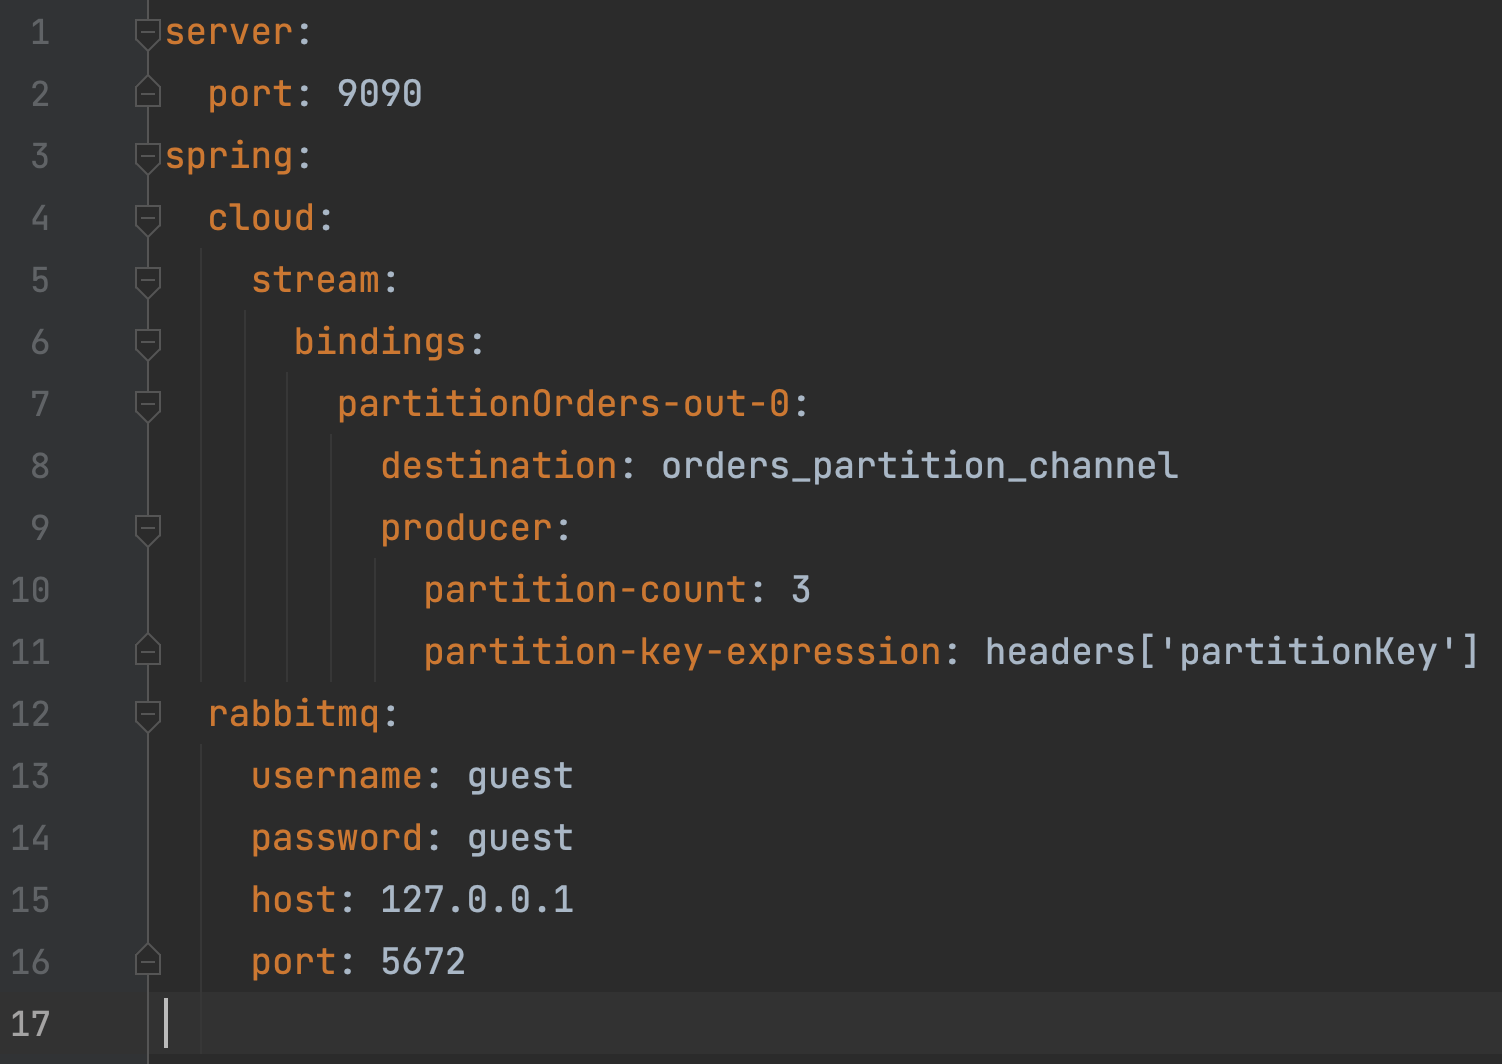 1 server:
2   port: 9090
3 spring:
4   cloud:
5     stream:
6       bindings:
7         partitionOrders-out-0:
8           destination: orders_partition_channel
9           producer:
10             partition-count: 3
11             partition-key-expression: headers['partitionKey']
12   rabbitmq:
13     username: guest
14     password: guest
15     host: 127.0.0.1
16     port: 5672
17